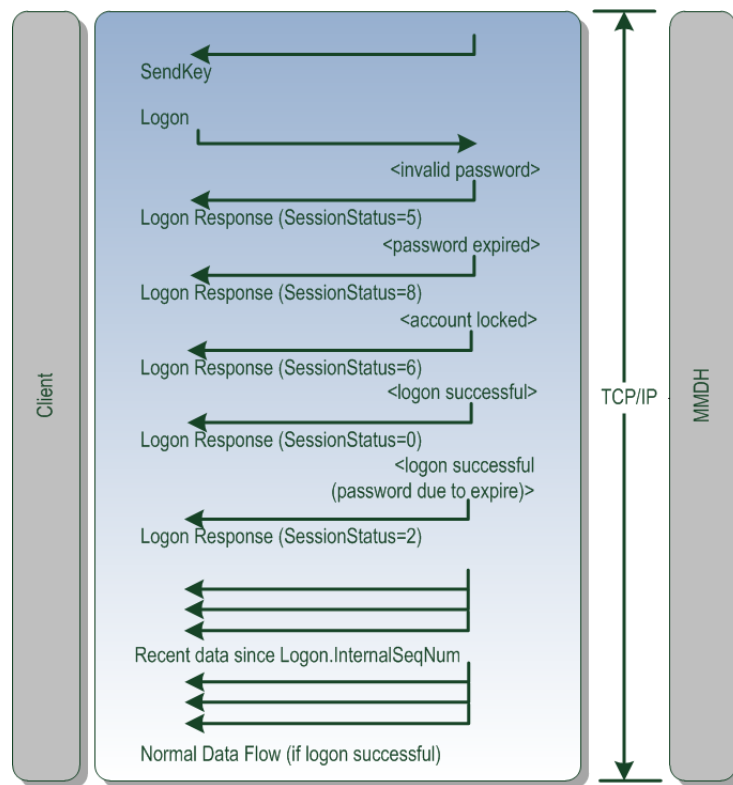 SendKey
Logon
<invalid password>
Logon Response (SessionStatus=5)
<password expired>
Logon Response (SessionStatus=8)
<account locked>
Logon Response (SessionStatus=6)
<logon successful>
Logon Response (SessionStatus=0)
<logon successful
(password due to expire)>
Logon Response (SessionStatus=2)
Recent data since Logon.InternalSeqNum
Normal Data Flow (if logon successful)
Client
TCP/IP
MMDH